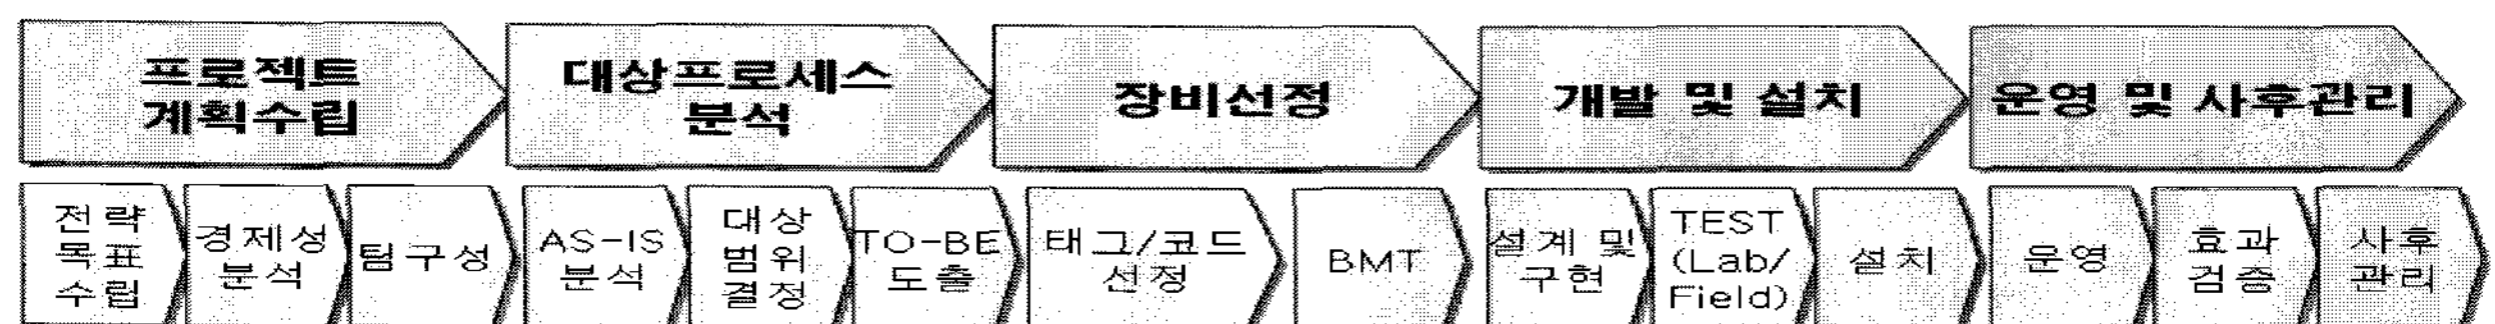 프로젝트
계획수립
대상프로세스
분석
장비선정
개발 및 설치
운영 및 사후관리
전략
목표
수립
경제성
분석
팀구성
AS-IS
분석
대상
범위
결정
TO-BE
도출
태그/코드
선정
BMT
설계 및
구현
TEST
(Lab/
Field)
설치
운영
효과
검증
사후
관리